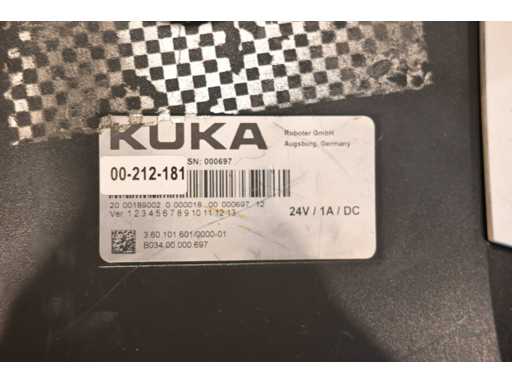 KUKA
Roboter GmbH
Augsburg, Germany
SN: 000697
00-212-181
20 00189002 0 000018 00 000697 12
Ver. 1 2 3 4 5 6 7 8 9 10 11 12 13
24V / 1A / DC
3.60.101.601/0000-01
B034.00.000.697